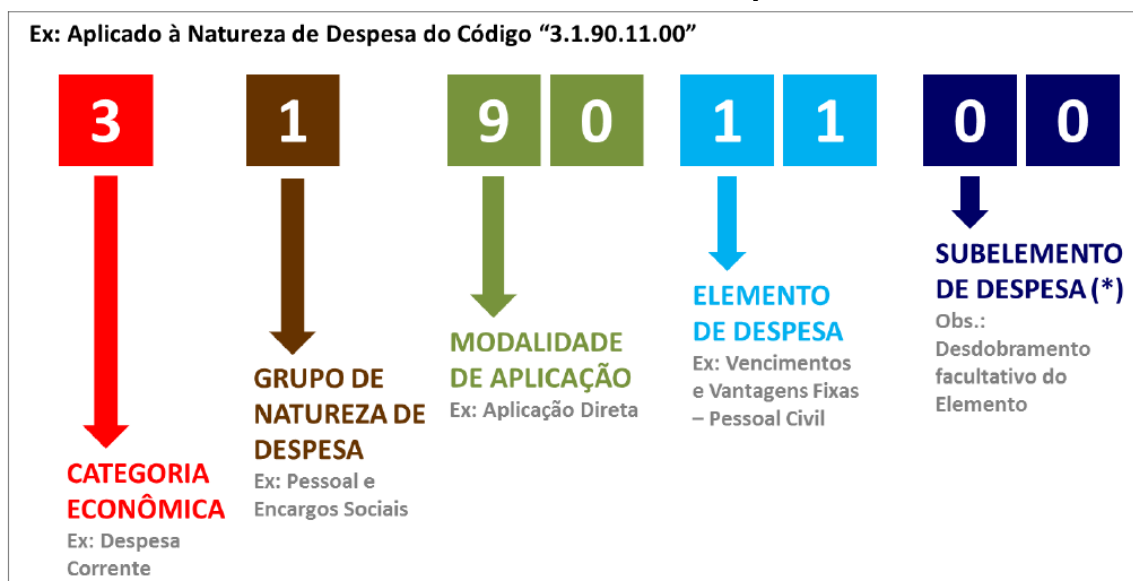 Ex: Aplicado à Natureza de Despesa do Código “3.1.90.11.00”
3 1 9 0 1 1 0 0
CATEGORIA
ECONÔMICA
Ex: Despesa
Corrente
GRUPO DE
NATUREZA DE
DESPESA
Ex: Pessoal e
Encargos Sociais
MODALIDADE
DE APLICAÇÃO
Ex: Aplicação Direta
ELEMENTO
DE DESPESA
Ex: Vencimentos
e Vantagens Fixas
– Pessoal Civil
SUBELEMENTO
DE DESPESA (*)
Obs.:
Desdobramento
facultativo do
Elemento